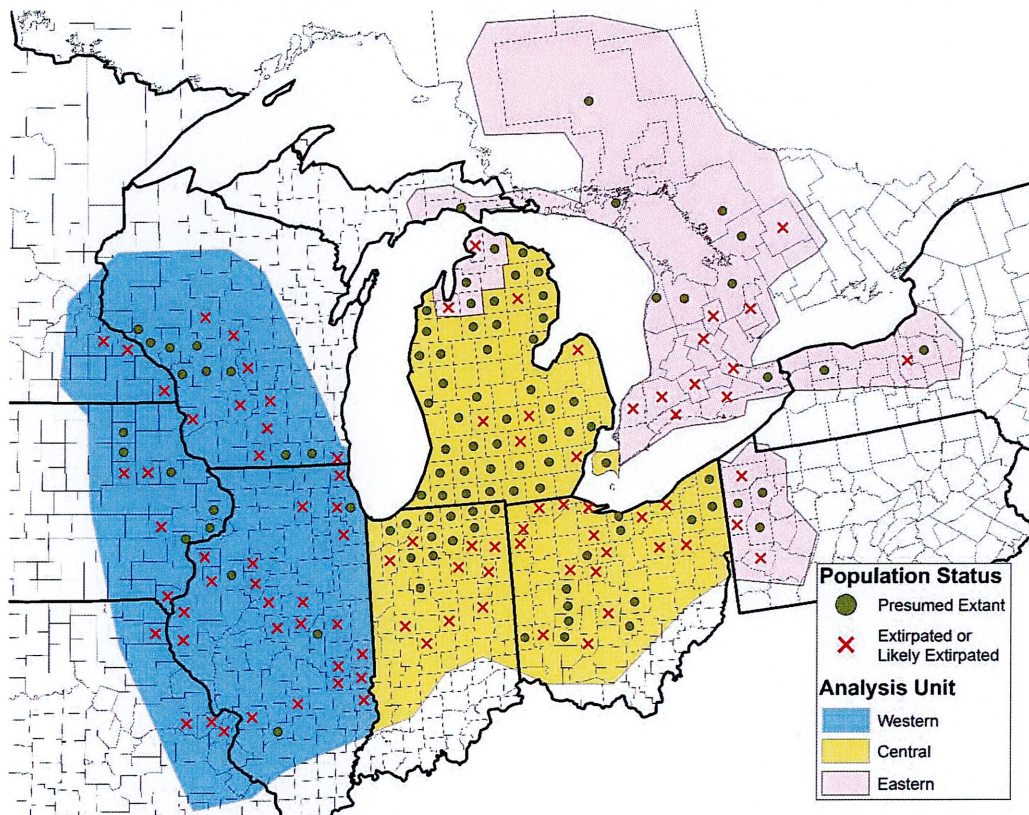 Population Status
Presumed Extant
Extirpated or
Likely Extirpated
Analysis Unit
Western
Central
Eastern